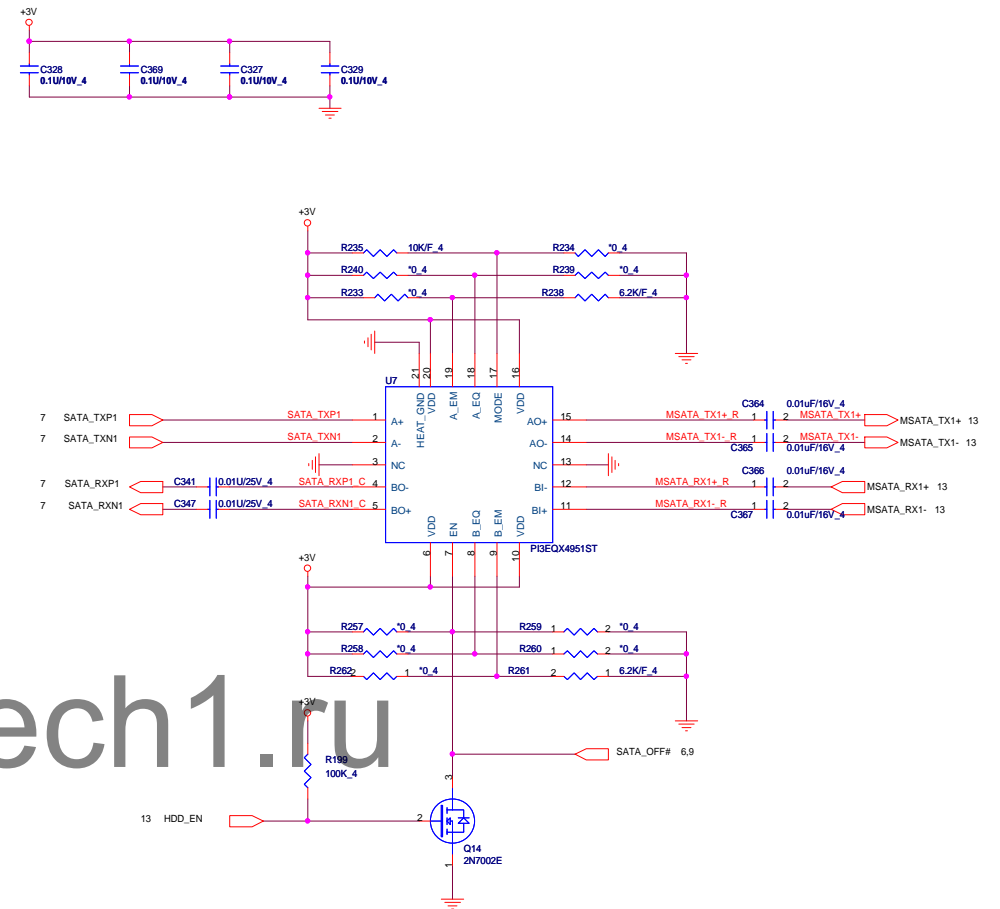 +3V
C328
0.1U/10V_4
C369
0.1U/10V_4
C327
0.1U/10V_4
C329
0.1U/10V_4
+3V
R235 10K/F_4 R234 *0_4
R240 *0_4 R239 *0_4
R233 *0_4 R238 6.2K/F_4
21 20 19 18 17 16
U7
HEAT_GND VDD A_EM A_EQ MODE VDD
C364 0.01uF/16V_4
7 SATA_TXP1 SATA_TXP1 1 A+ AO+ 15 MSATA_TX1+_R 1 2 MSATA_TX1+ MSATA_TX1+ 13
7 SATA_TXN1 SATA_TXN1 2 A- AO- 14 MSATA_TX1-_R 1 2 MSATA_TX1- MSATA_TX1- 13
C365 0.01uF/16V_4
3 NC NC 13
C366 0.01uF/16V_4
7 SATA_RXP1 C341 0.01U/25V_4 SATA_RXP1_C 4 BO- BI- 12 MSATA_RX1+_R 1 2 MSATA_RX1+ 13
7 SATA_RXN1 C347 0.01U/25V_4 SATA_RXN1_C 5 BO+ BI+ 11 MSATA_RX1-_R 1 2 MSATA_RX1- 13
C367 0.01uF/16V_4
VDD EN B_EQ B_EM VDD
6 7 8 9 10
PI3EQX4951ST
+3V
R257 *0_4 R259 1 2 *0_4
R258 *0_4 R260 1 2 *0_4
R262 2 1 *0_4 R261 2 1 6.2K/F_4
ech1.ru
+3V
R199
100K_4
SATA_OFF# 6,9
3
13 HDD_EN 2
Q14
2N7002E
1